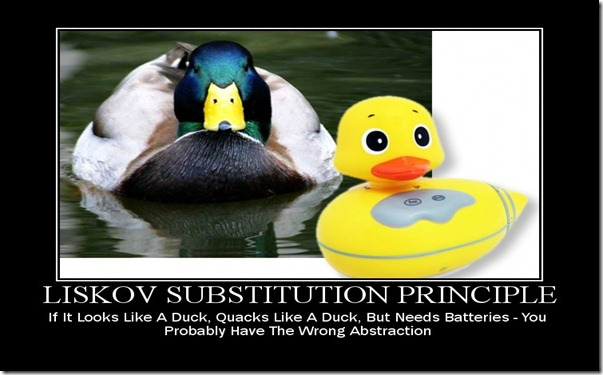 LISKOV SUBSTITUTION PRINCIPLE
If It Looks Like A Duck, Quacks Like A Duck, But Needs Batteries - You
Probably Have The Wrong Abstraction